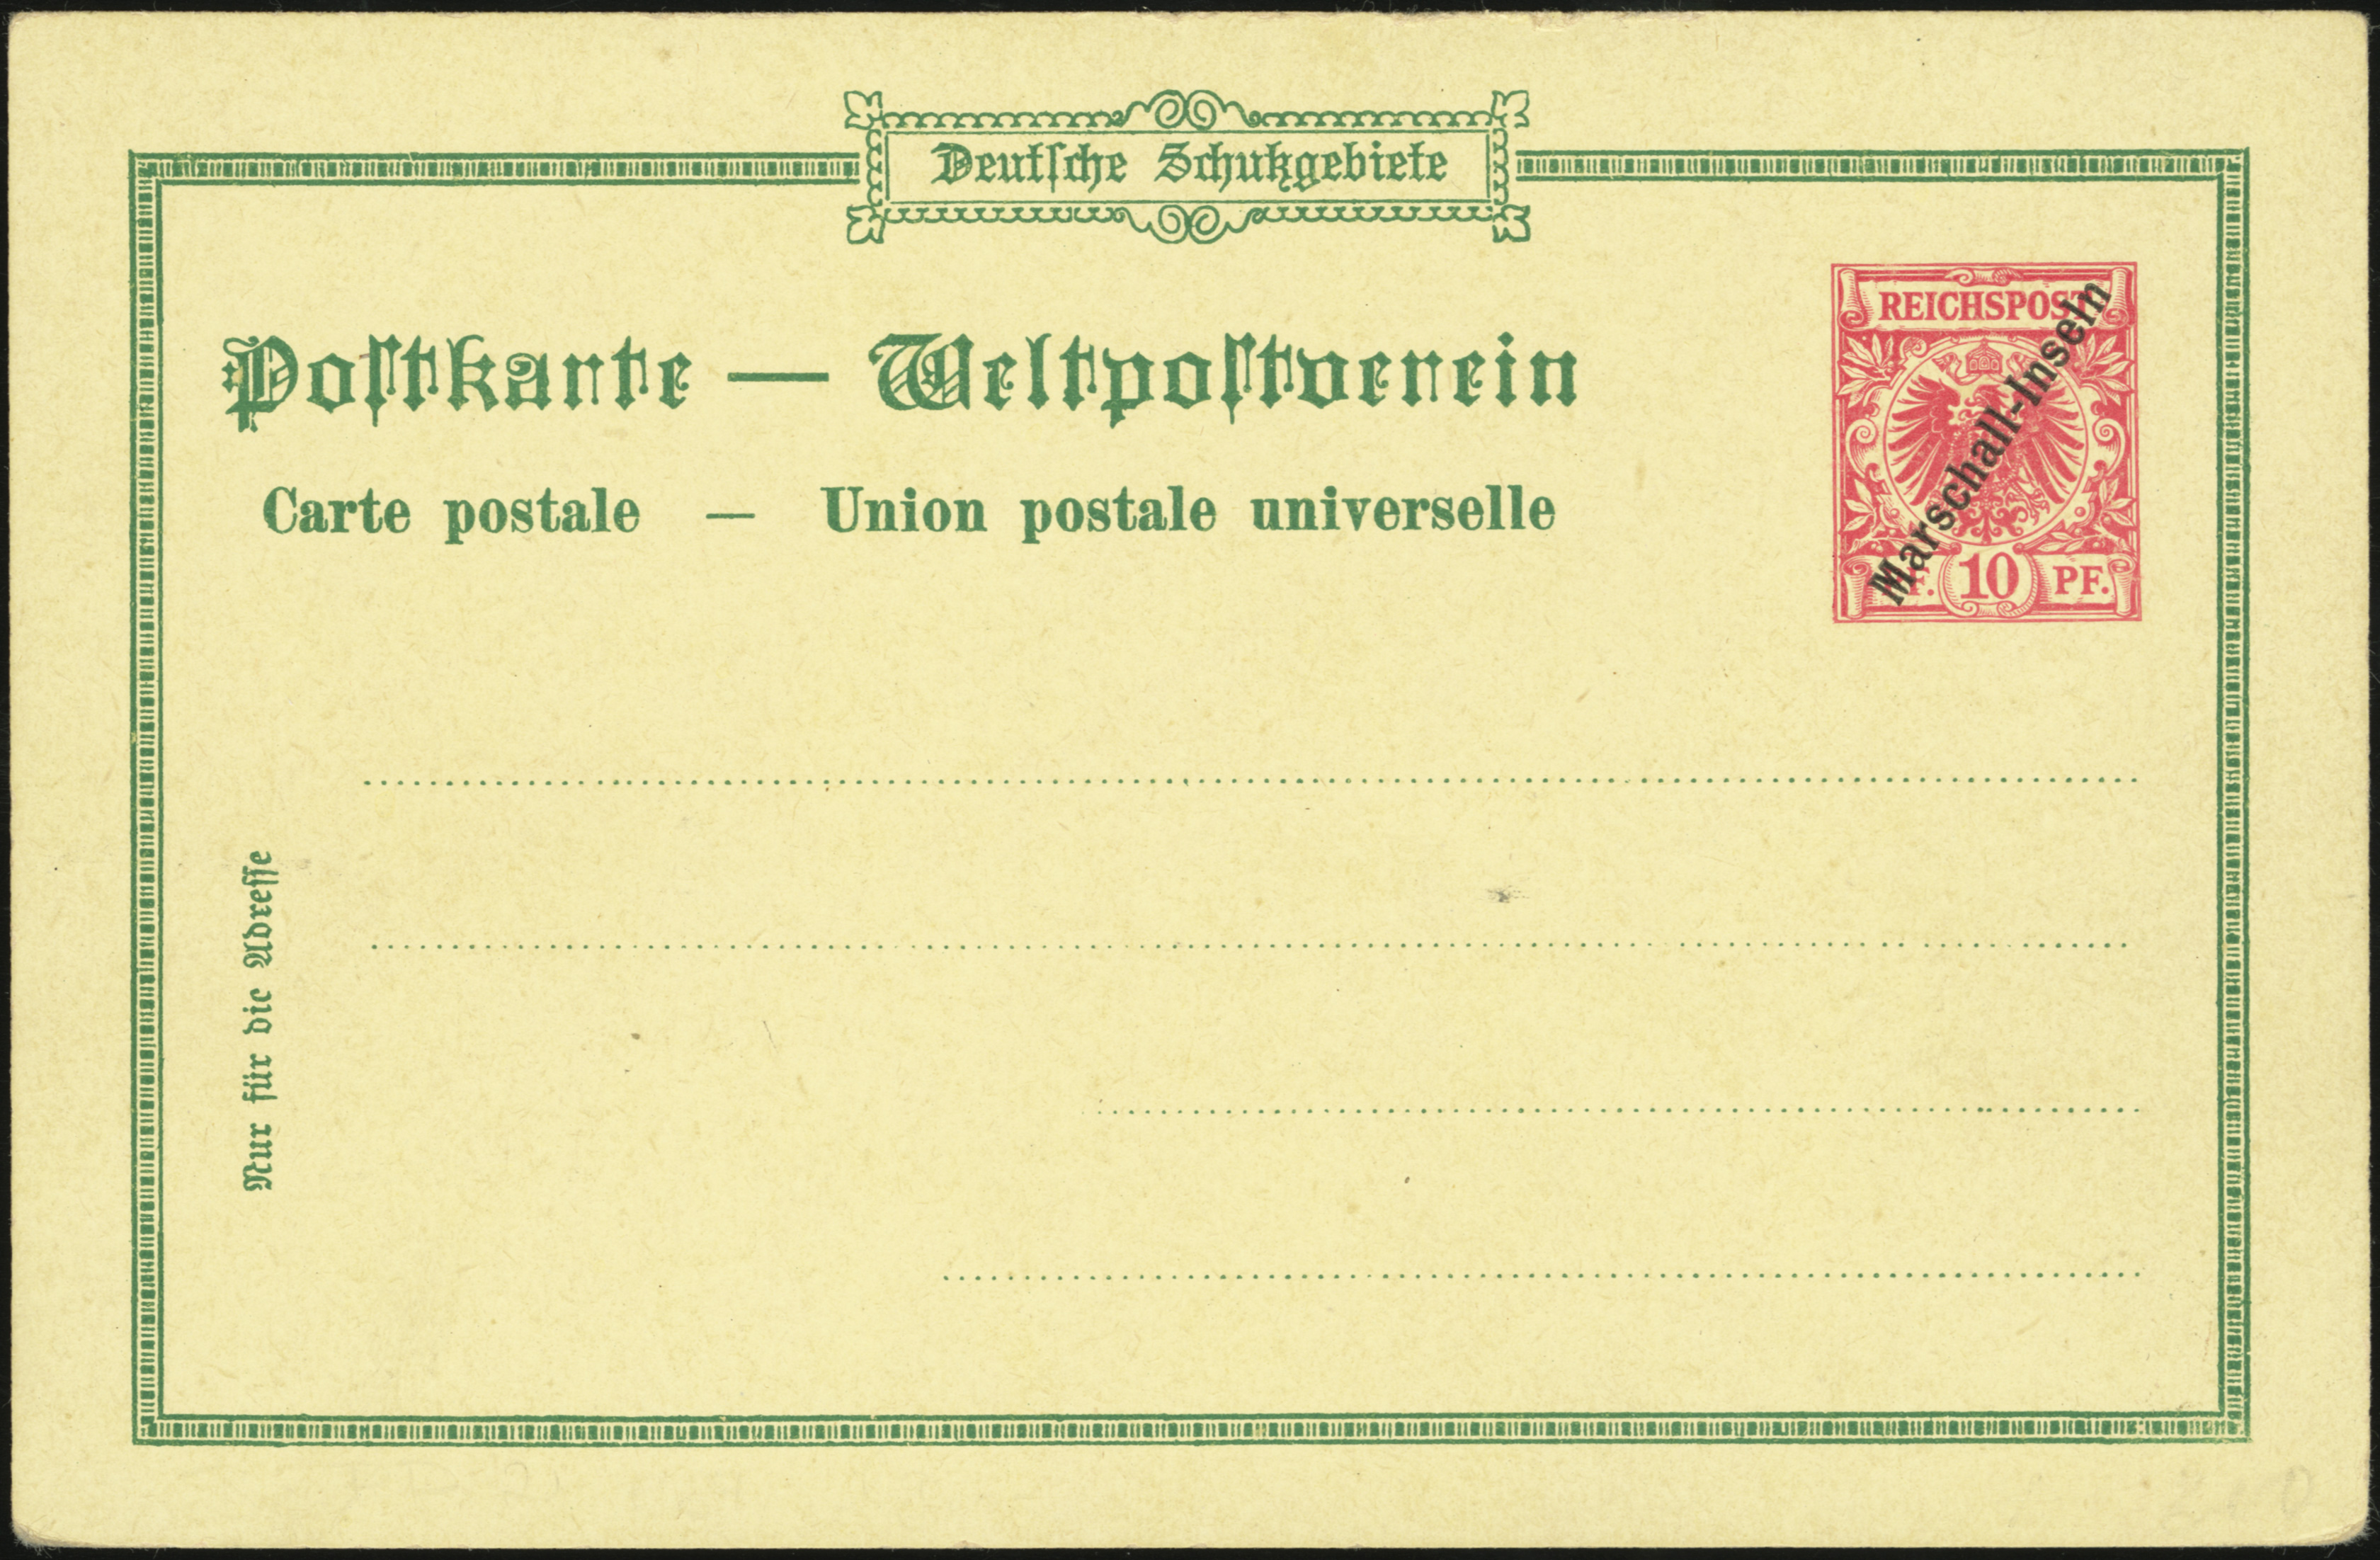 Deutſche Schutzgebiete
Poſtkarte — Weltpoſtverein
Carte postale — Union postale universelle
REICHSPOST
Marschall-Inseln
10 PF.
Nur für die Adreſſe